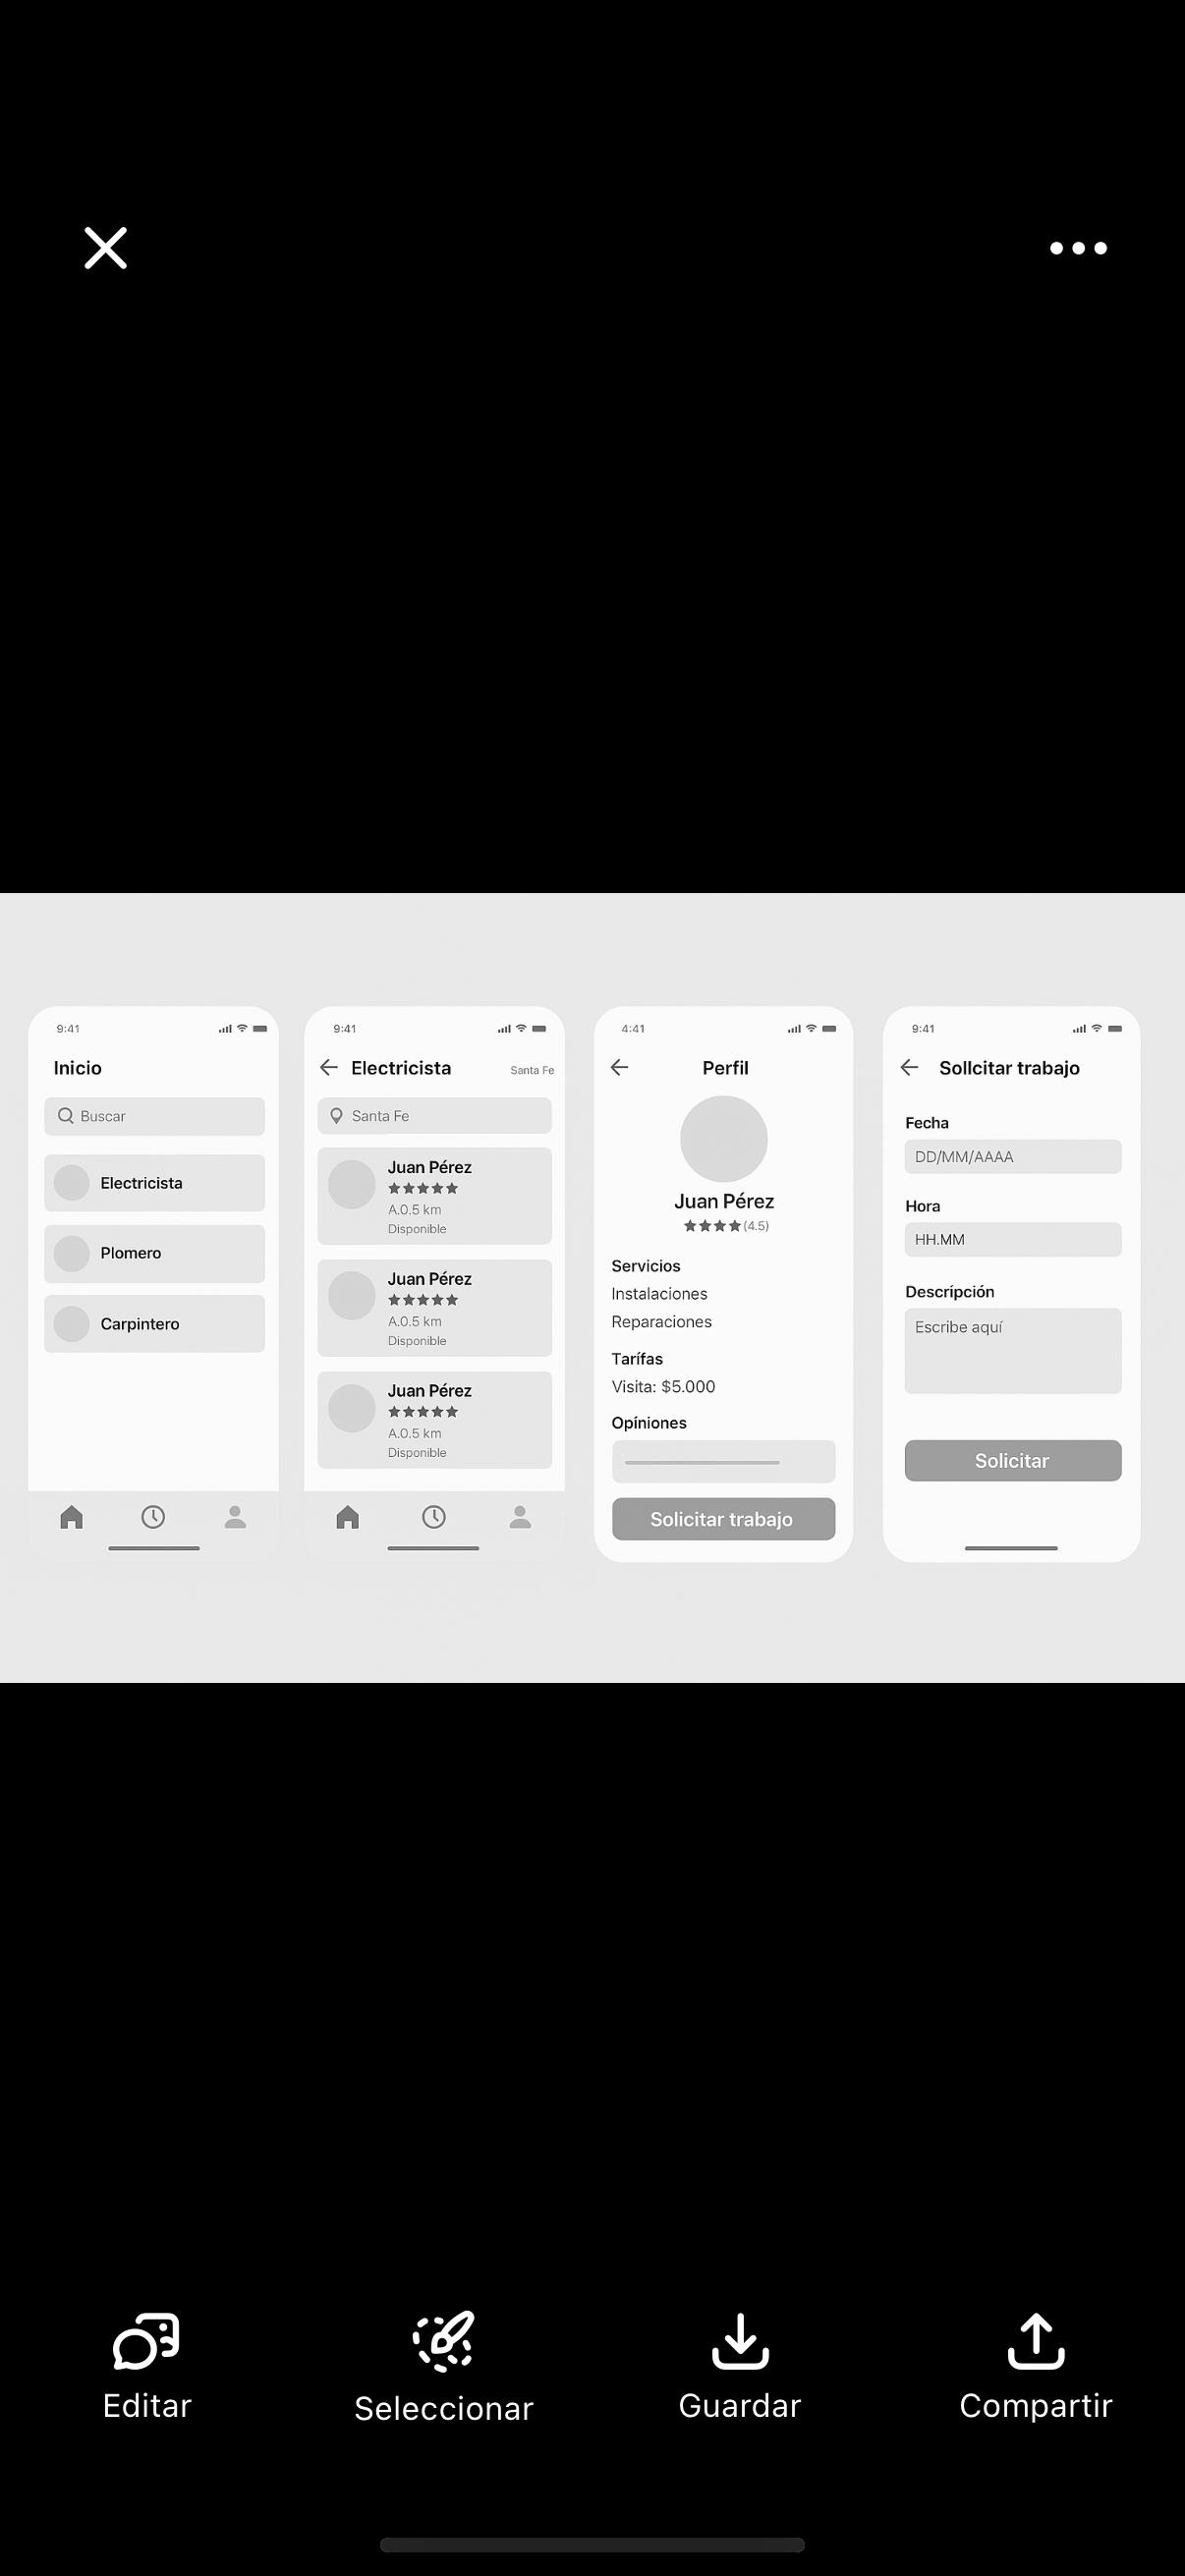 9:41
Inicio
Buscar
Electricista
Plomero
Carpintero
9:41
Electricista
Santa Fe
Santa Fe
Juan Pérez
A.0.5 km
Disponible
Juan Pérez
A.0.5 km
Disponible
Juan Pérez
A.0.5 km
Disponible
4:41
Perfil
Juan Pérez
(4.5)
Servicios
Instalaciones
Reparaciones
Tarífas
Visita: $5.000
Opíniones
Solicitar trabajo
9:41
Sollcitar trabajo
Fecha
DD/MM/AAAA
Hora
HH.MM
Descrípción
Escribe aquí
Solicitar
Editar
Seleccionar
Guardar
Compartir